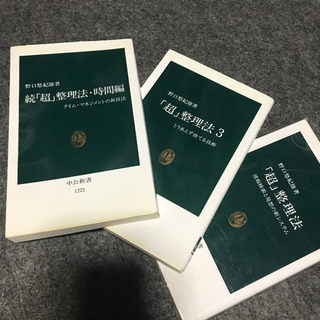 野口悠紀雄著
続「超」整理法・時間編
タイム・マネジメントの新技法
中公新書
1222
野口悠紀雄著
「超」整理法3
とりあえず捨てる技術
野口悠紀雄著
「超」整理法
情報検索と発想の新システム